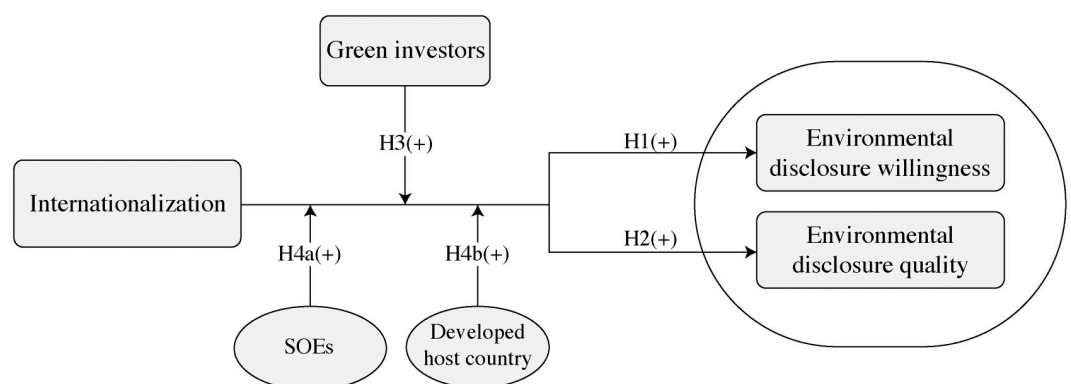 Green investors
H3(+)
H1(+)
Environmental
disclosure willingness
Internationalization
H4a(+)
H4b(+)
H2(+)
Environmental
disclosure quality
SOEs
Developed
host country